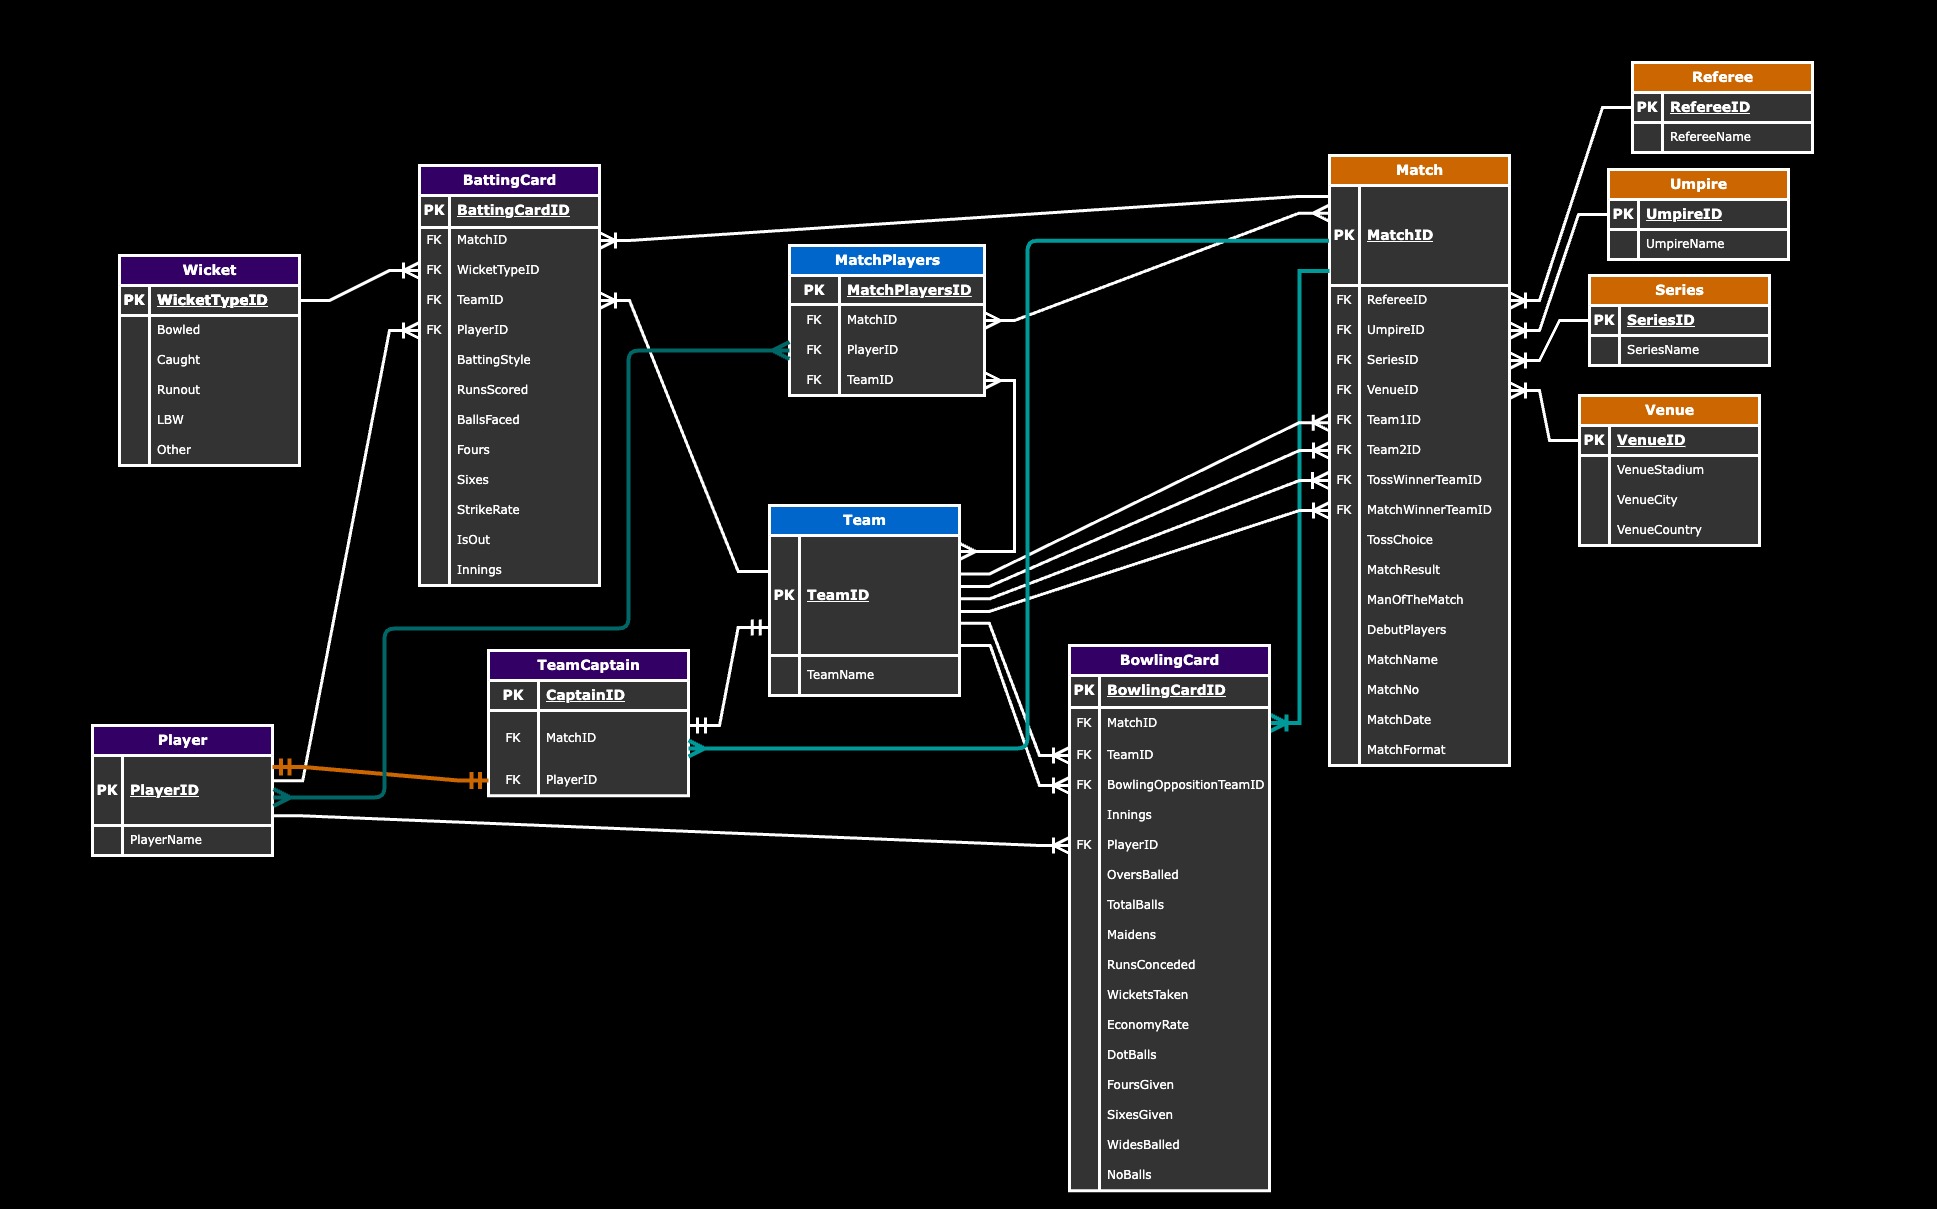 Referee
PK RefereeID
RefereeName
Umpire
PK UmpireID
UmpireName
Series
PK SeriesID
SeriesName
Venue
PK VenueID
VenueStadium
VenueCity
VenueCountry
Match
PK MatchID
FK RefereeID
FK UmpireID
FK SeriesID
FK VenueID
FK Team1ID
FK Team2ID
FK TossWinnerTeamID
FK MatchWinnerTeamID
TossChoice
MatchResult
ManOfTheMatch
DebutPlayers
MatchName
MatchNo
MatchDate
MatchFormat
BattingCard
PK BattingCardID
FK MatchID
FK WicketTypeID
FK TeamID
FK PlayerID
BattingStyle
RunsScored
BallsFaced
Fours
Sixes
StrikeRate
IsOut
Innings
Wicket
PK WicketTypeID
Bowled
Caught
Runout
LBW
Other
MatchPlayers
PK MatchPlayersID
FK MatchID
FK PlayerID
FK TeamID
Team
PK TeamID
TeamName
TeamCaptain
PK CaptainID
FK MatchID
FK PlayerID
Player
PK PlayerID
PlayerName
BowlingCard
PK BowlingCardID
FK MatchID
FK TeamID
FK BowlingOppositionTeamID
Innings
FK PlayerID
OversBalled
TotalBalls
Maidens
RunsConceded
WicketsTaken
EconomyRate
DotBalls
FoursGiven
SixesGiven
WidesBalled
NoBalls